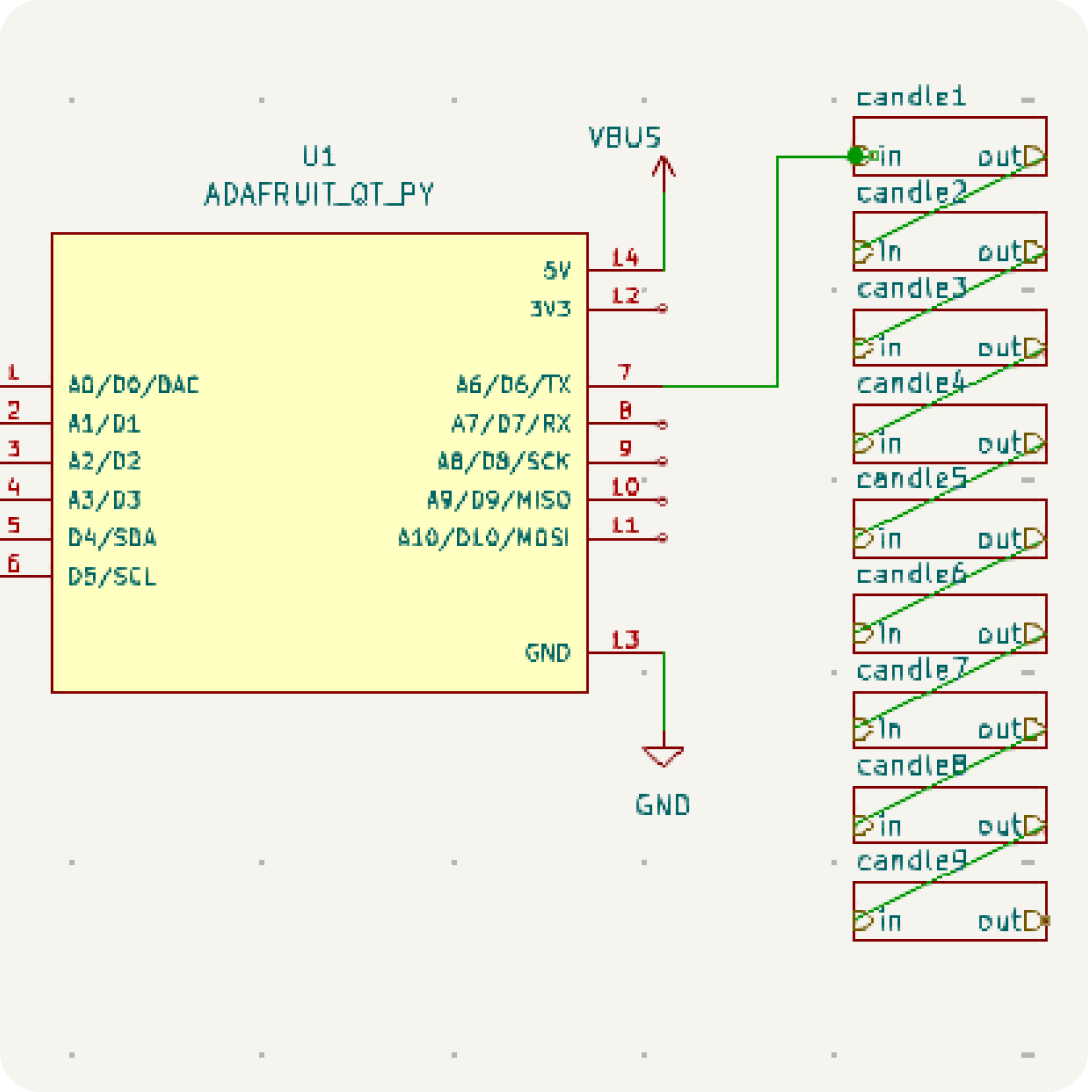 U1
ADAFRUIT_QT_PY
VBUS
5V 14
3V3 12
1 A0/D0/DAC
A6/D6/TX 7
2 A1/D1
A7/D7/RX 8
3 A2/D2
A8/D8/SCK 9
4 A3/D3
A9/D9/MISO 10
5 D4/SDA
A10/D10/MOSI 11
6 D5/SCL
GND 13
GND
candle1
in out
candle2
in out
candle3
in out
candle4
in out
candle5
in out
candle6
in out
candle7
in out
candle8
in out
candle9
in out